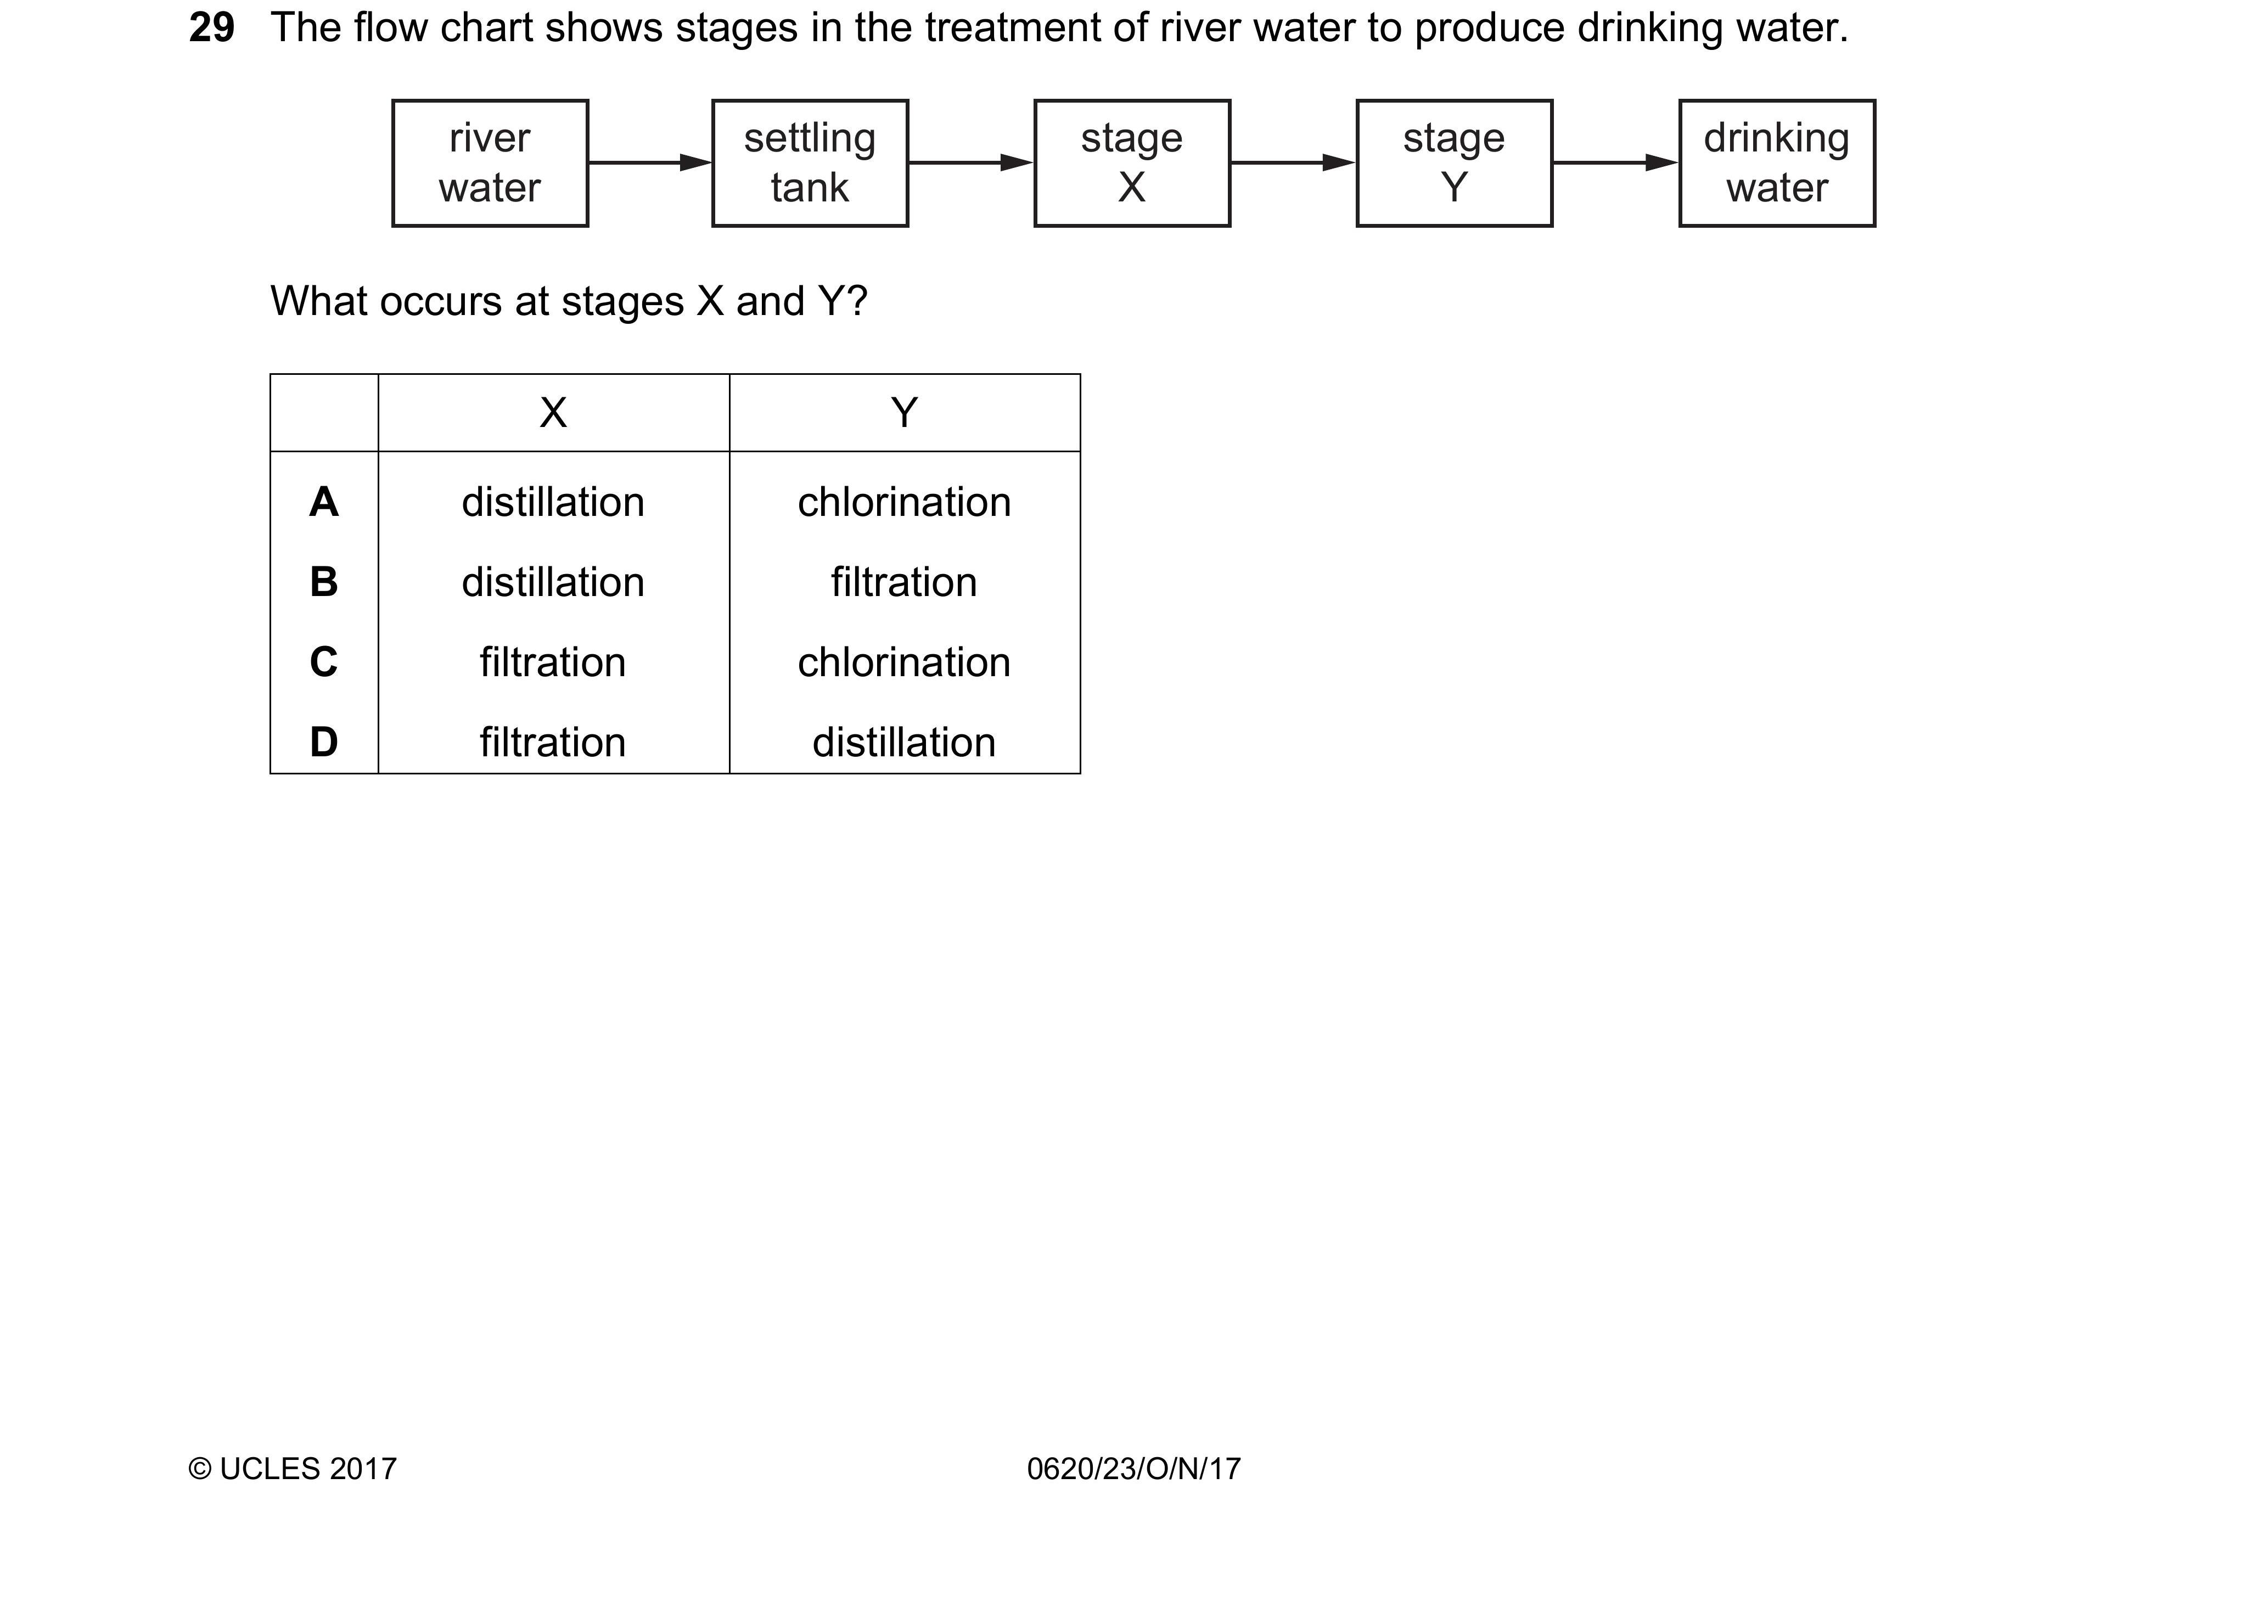 29 The flow chart shows stages in the treatment of river water to produce drinking water.
river water
settling tank
stage X
stage Y
drinking water
What occurs at stages X and Y?
X Y
A distillation chlorination
B distillation filtration
C filtration chlorination
D filtration distillation
© UCLES 2017 0620/23/O/N/17